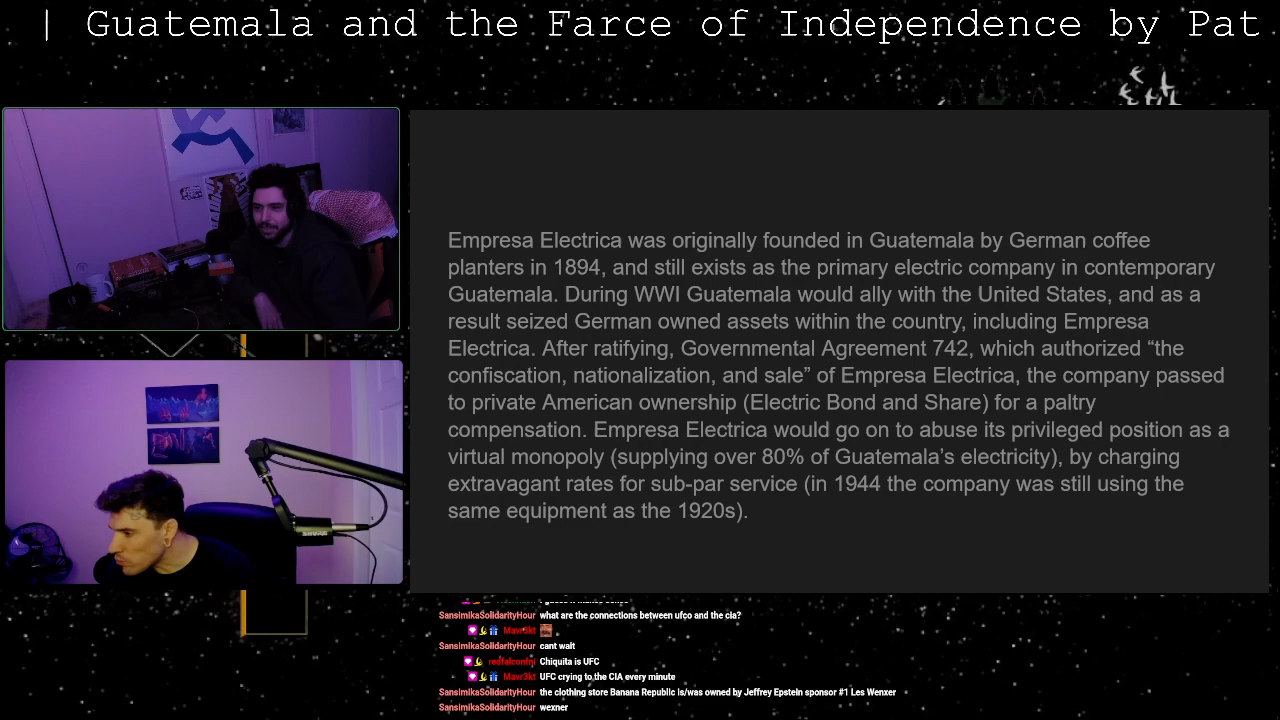 | Guatemala and the Farce of Independence by Pat
Empresa Electrica was originally founded in Guatemala by German coffee
planters in 1894, and still exists as the primary electric company in contemporary
Guatemala. During WWI Guatemala would ally with the United States, and as a
result seized German owned assets within the country, including Empresa
Electrica. After ratifying, Governmental Agreement 742, which authorized “the
confiscation, nationalization, and sale” of Empresa Electrica, the company passed
to private American ownership (Electric Bond and Share) for a paltry
compensation. Empresa Electrica would go on to abuse its privileged position as a
virtual monopoly (supplying over 80% of Guatemala’s electricity), by charging
extravagant rates for sub-par service (in 1944 the company was still using the
same equipment as the 1920s).
SansimikaSolidarityHour what are the connections between ufco and the cia?
Mavr3kt
SansimikaSolidarityHour cant wait
redfalconfnj Chiquita is UFC
Mavr3kt UFC crying to the CIA every minute
SansimikaSolidarityHour the clothing store Banana Republic is/was owned by Jeffrey Epstein sponsor #1 Les Wenxer
SansimikaSolidarityHour wexner
SHURE